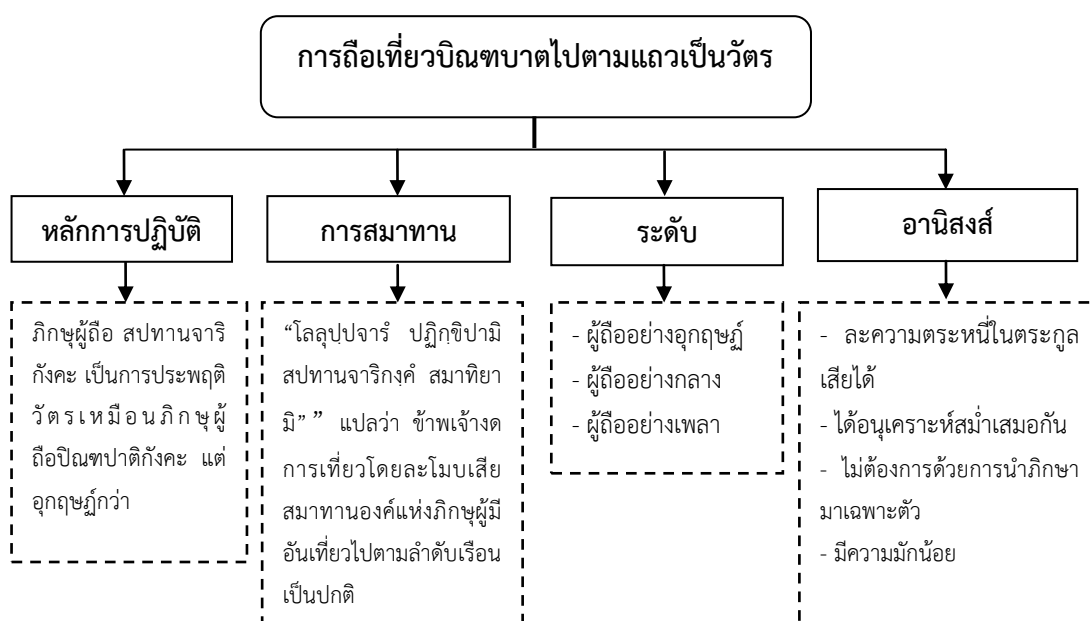 การถือเที่ยวบิณฑบาตไปตามแถวเป็นวัตร
หลักการปฏิบัติ
ภิกษุผู้ถือ สปทานจาริ
กังคะ เป็นการประพฤติ
วัตรเหมือนภิกษุผู้
ถือปิณฑปาติกังคะ แต่
อุกฤษฏ์กว่า
การสมาทาน
“โลลุปฺปจารํ ปฏิกฺขิปามิ
สปทานจาริกงฺคํ สมาทิยา
มิ” ” แปลว่า ข้าพเจ้างด
การเที่ยวโดยละโมบเสีย
สมาทานองค์แห่งภิกษุผู้มี
อันเที่ยวไปตามลำดับเรือน
เป็นปกติ
ระดับ
- ผู้ถืออย่างอุกฤษฏ์
- ผู้ถืออย่างกลาง
- ผู้ถืออย่างเพลา
อานิสงส์
- ละความตระหนี่ในตระกูล
เสียได้
- ได้อนุเคราะห์สม่ำเสมอกัน
- ไม่ต้องการด้วยการนำภิกษา
มาเฉพาะตัว
- มีความมักน้อย